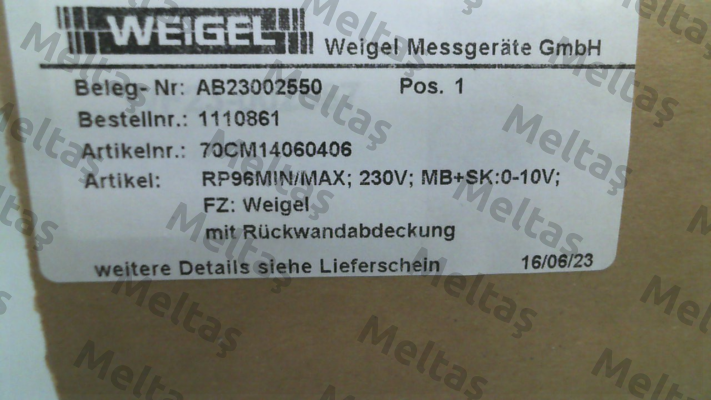 WEIGEL Weigel Messgeräte GmbH
Beleg- Nr: AB23002550 Pos. 1
Bestellnr.: 1110861
Artikelnr.: 70CM14060406
Artikel: RP96MIN/MAX; 230V; MB+SK:0-10V;
FZ: Weigel
mit Rückwandabdeckung
weitere Details siehe Lieferschein 16/06/23
Meltaş